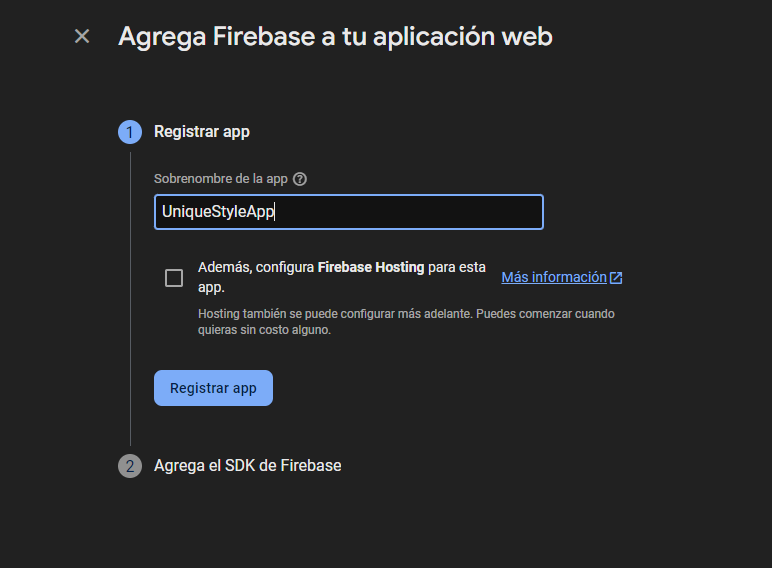 Agrega Firebase a tu aplicación web
1 Registrar app
Sobrenombre de la app
UniqueStyleApp
Además, configura Firebase Hosting para esta
app.
Más información
Hosting también se puede configurar más adelante. Puedes comenzar cuando
quieras sin costo alguno.
Registrar app
2 Agrega el SDK de Firebase